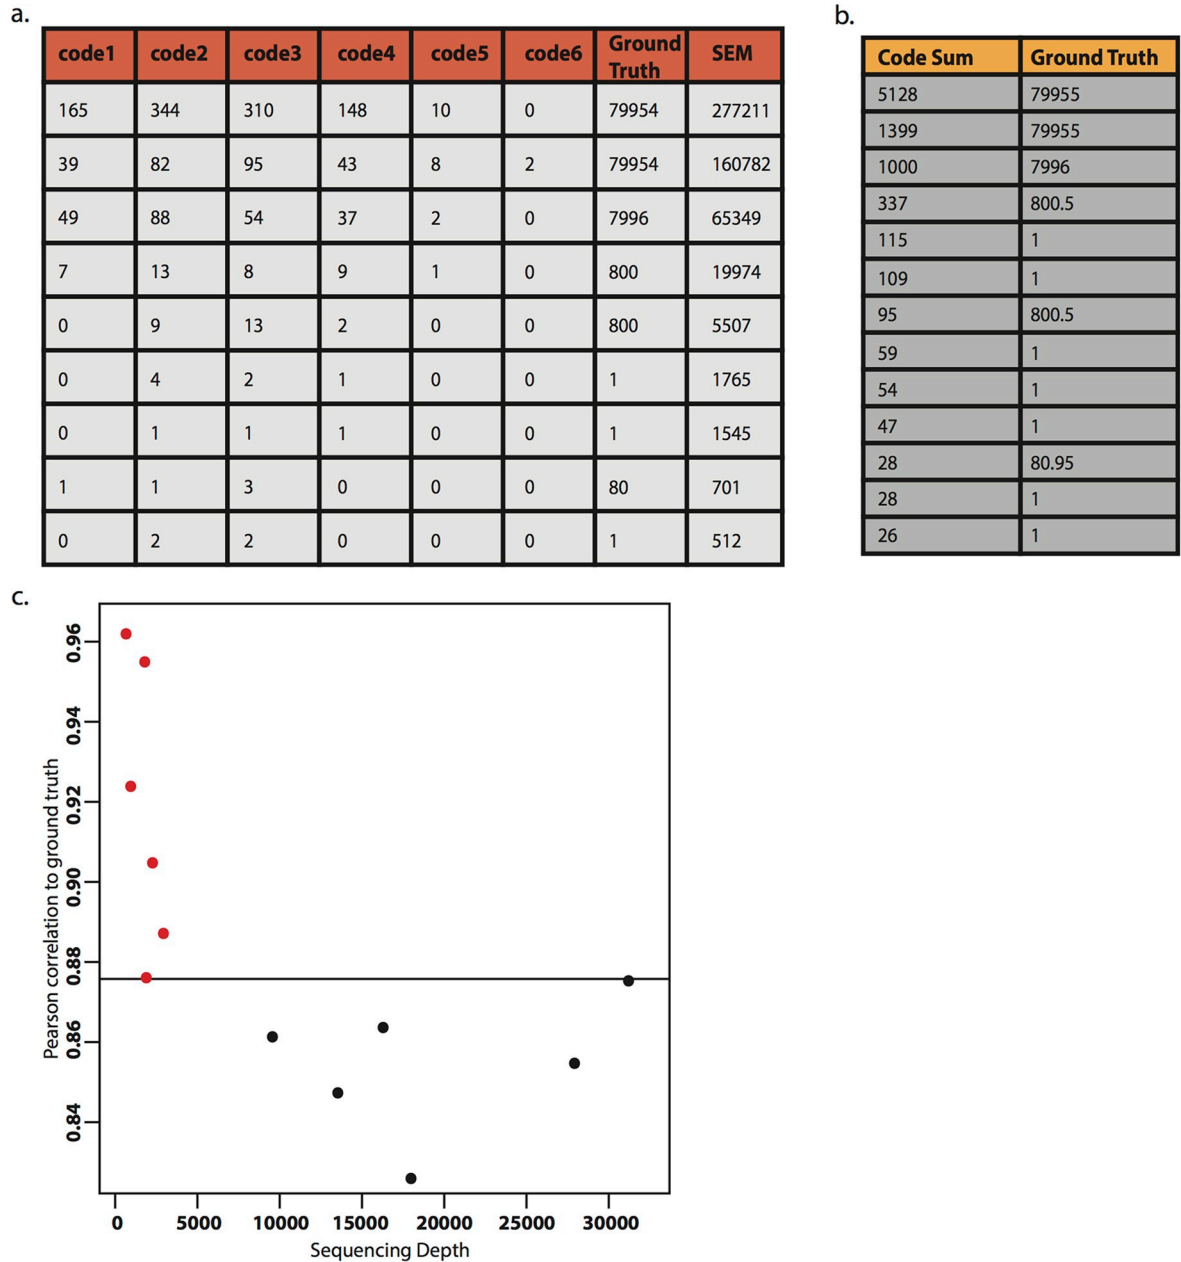 a.
code1 code2 code3 code4 code5 code6 Ground Truth SEM
165 344 310 148 10 0 79954 277211
39 82 95 43 8 2 79954 160782
49 88 54 37 2 0 7996 65349
7 13 8 9 1 0 800 19974
0 9 13 2 0 0 800 5507
0 4 2 1 0 0 1 1765
0 1 1 1 0 0 1 1545
1 1 3 0 0 0 80 701
0 2 2 0 0 0 1 512
b.
Code Sum Ground Truth
5128 79955
1399 79955
1000 7996
337 800.5
115 1
109 1
95 800.5
59 1
54 1
47 1
28 80.95
28 1
26 1
c.
Pearson correlation to ground truth
0.96
0.94
0.92
0.90
0.88
0.86
0.84
0 5000 10000 15000 20000 25000 30000
Sequencing Depth